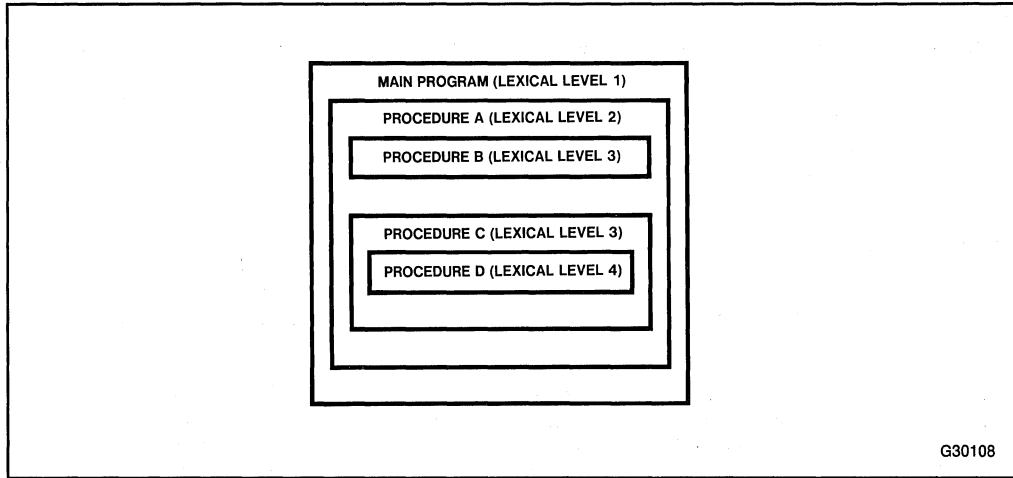 MAIN PROGRAM (LEXICAL LEVEL 1)
PROCEDURE A (LEXICAL LEVEL 2)
PROCEDURE B (LEXICAL LEVEL 3)
PROCEDURE C (LEXICAL LEVEL 3)
PROCEDURE D (LEXICAL LEVEL 4)
G30108